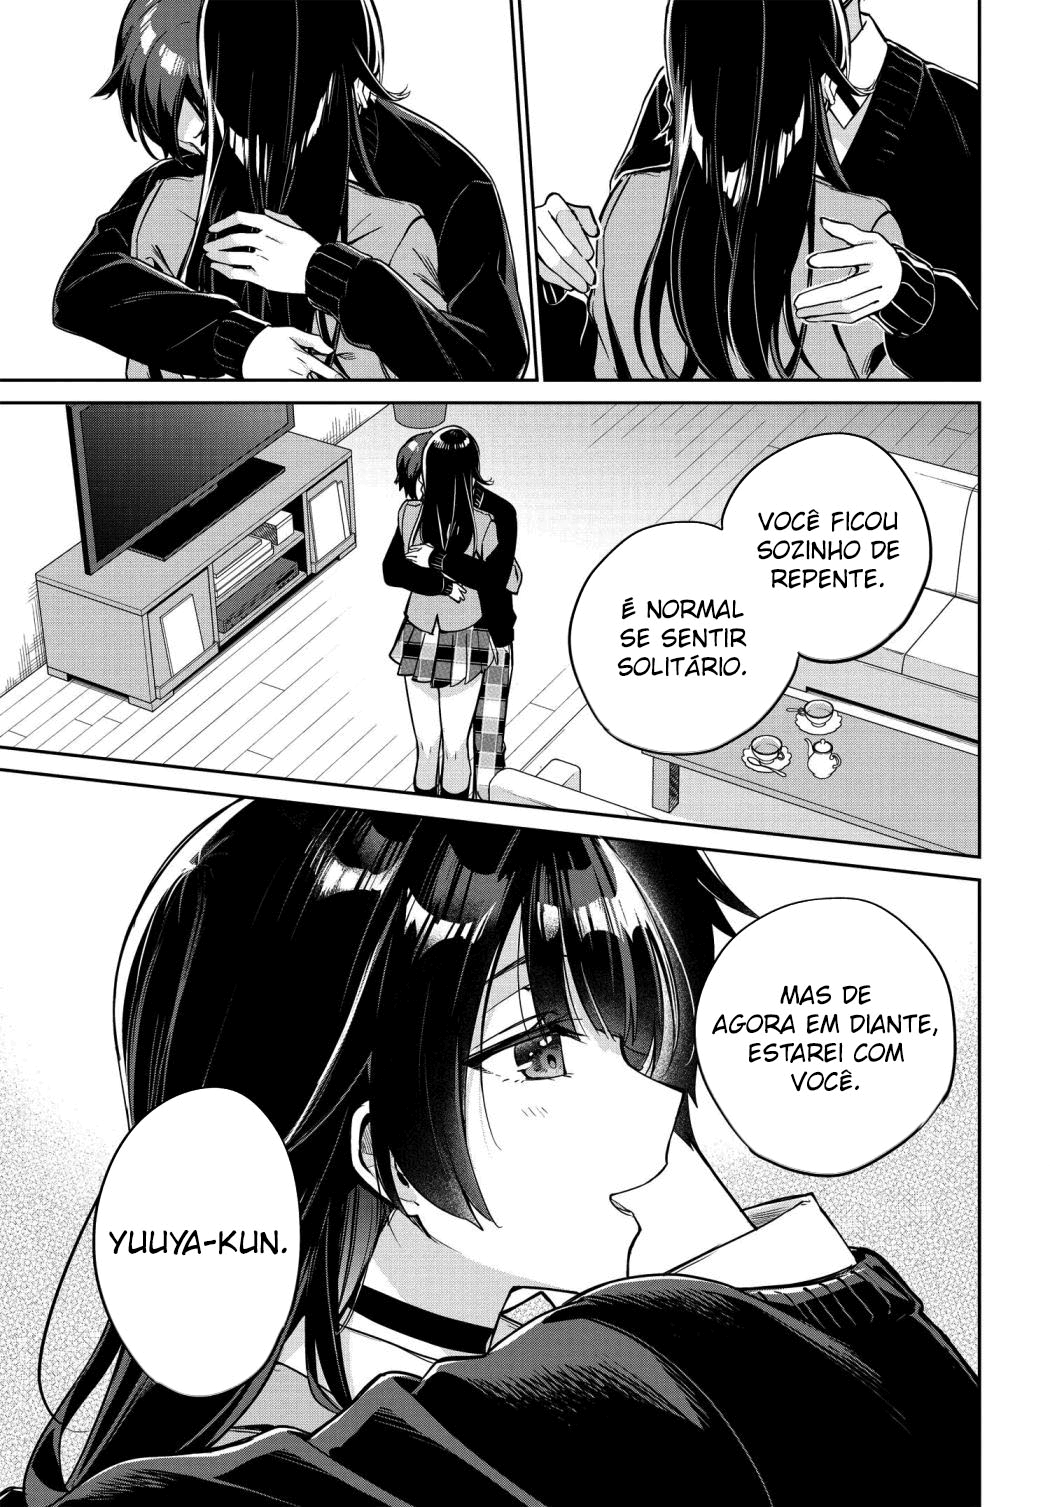 VOCÊ FICOU
SOZINHO DE
REPENTE.
É NORMAL
SE SENTIR
SOLITÁRIO.
MAS DE
AGORA EM DIANTE,
ESTAREI COM
VOCÊ.
YUUYA-KUN.